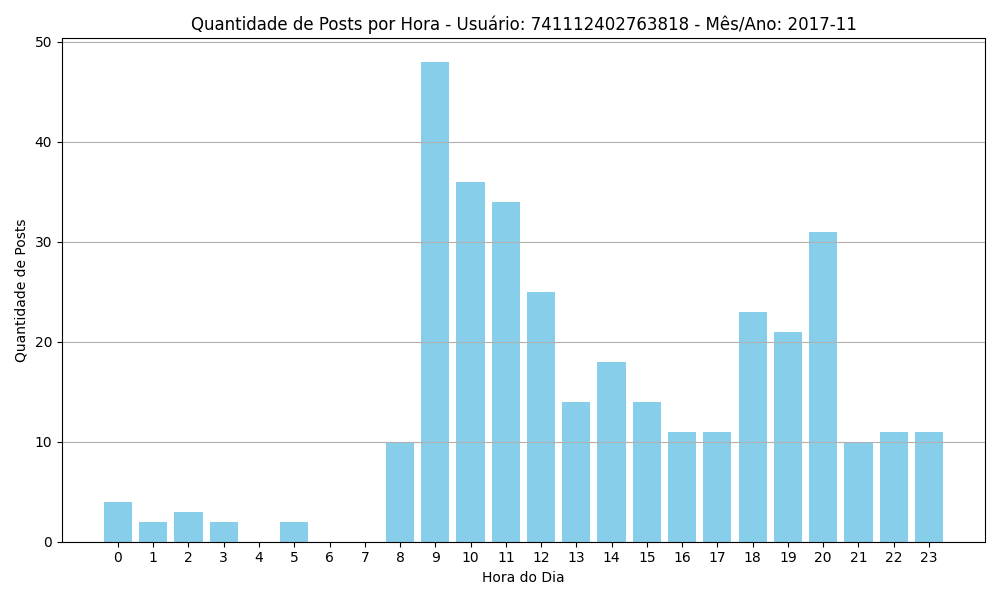 Quantidade de Posts por Hora - Usuário: 741112402763818 - Mês/Ano: 2017-11
Quantidade de Posts
50
40
30
20
10
0
0 1 2 3 4 5 6 7 8 9 10 11 12 13 14 15 16 17 18 19 20 21 22 23
Hora do Dia